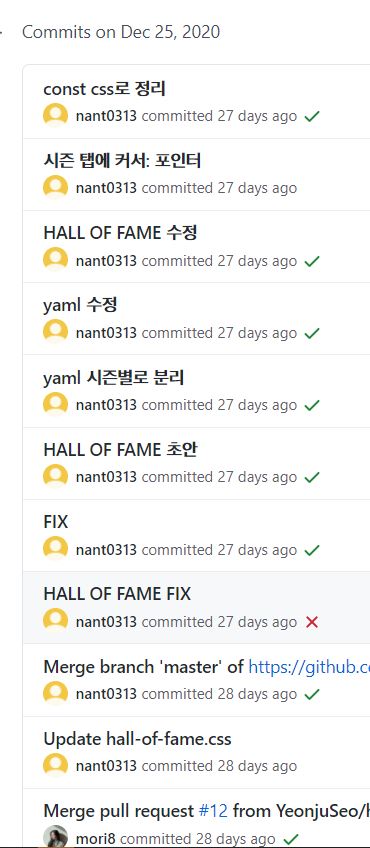 Commits on Dec 25, 2020
const css로 정리
nant0313 committed 27 days ago
시즌 탭에 커서: 포인터
nant0313 committed 27 days ago
HALL OF FAME 수정
nant0313 committed 27 days ago
yaml 수정
nant0313 committed 27 days ago
yaml 시즌별로 분리
nant0313 committed 27 days ago
HALL OF FAME 초안
nant0313 committed 27 days ago
FIX
nant0313 committed 27 days ago
HALL OF FAME FIX
nant0313 committed 27 days ago
Merge branch 'master' of https://github.c
nant0313 committed 28 days ago
Update hall-of-fame.css
nant0313 committed 28 days ago
Merge pull request #12 from YeonjuSeo/h
mori8 committed 28 days ago